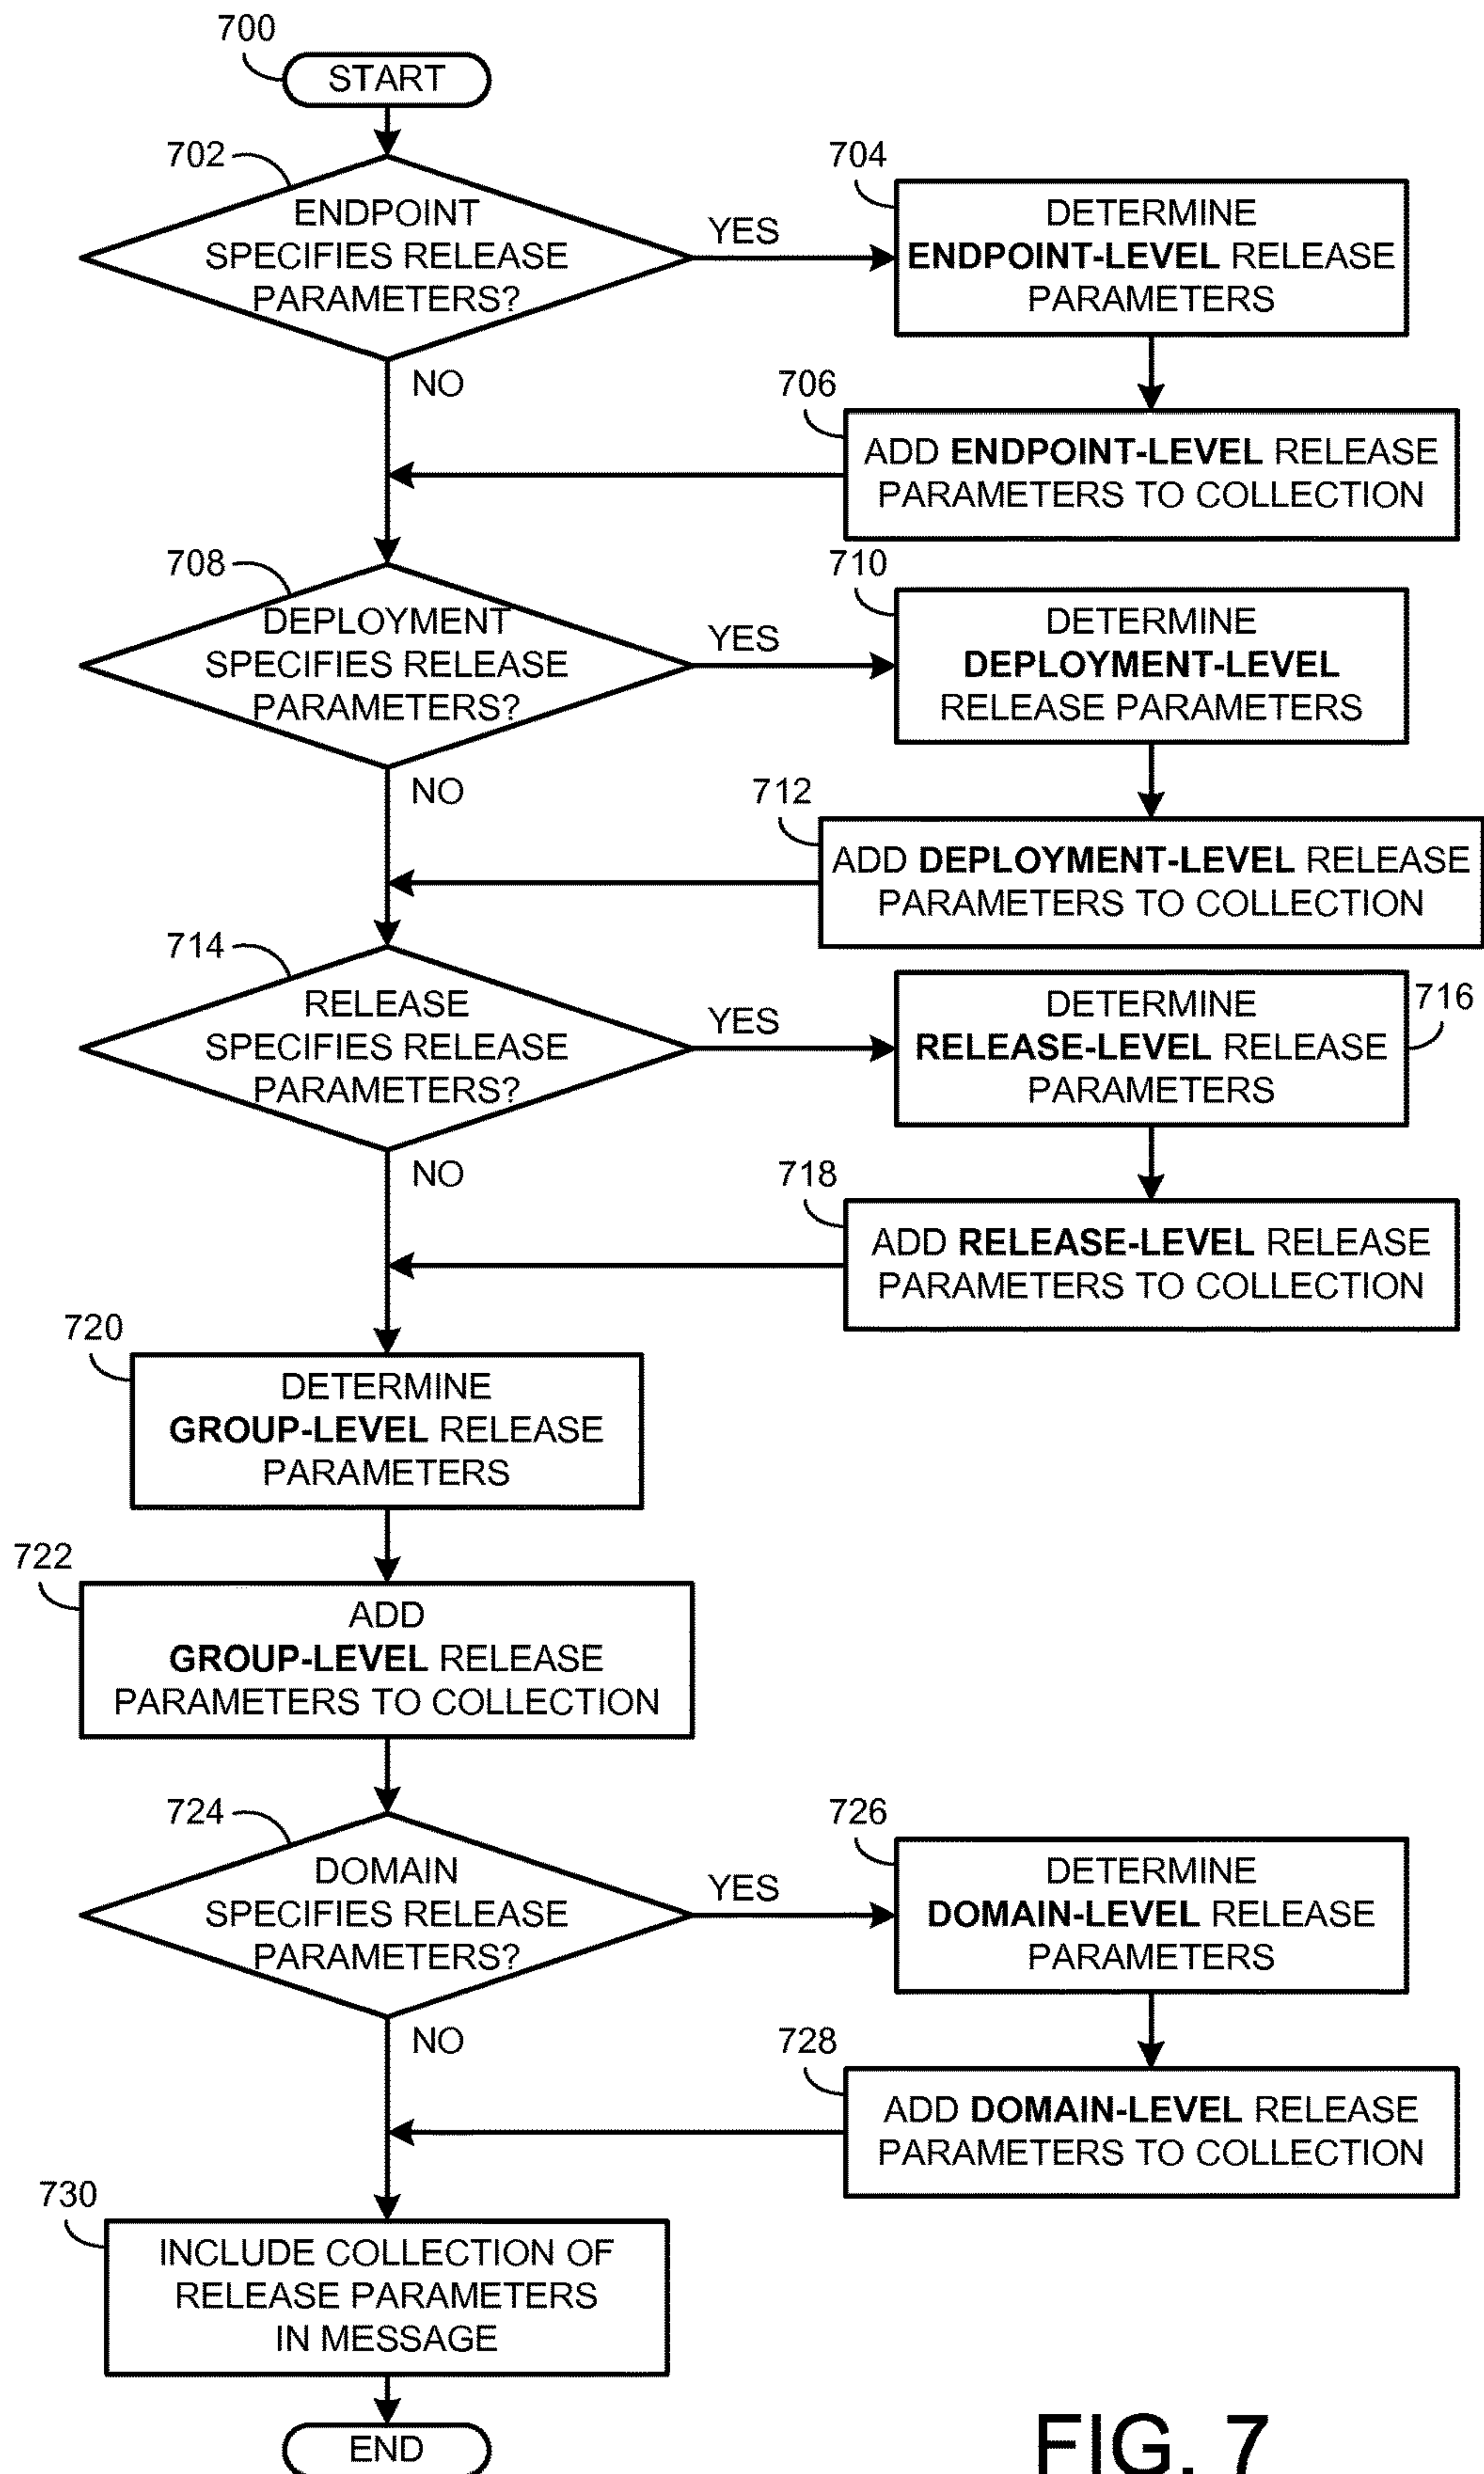 700
START
702
ENDPOINT
SPECIFIES RELEASE
PARAMETERS?
YES
NO
704
DETERMINE
ENDPOINT-LEVEL RELEASE
PARAMETERS
706
ADD ENDPOINT-LEVEL RELEASE
PARAMETERS TO COLLECTION
708
DEPLOYMENT
SPECIFIES RELEASE
PARAMETERS?
YES
NO
710
DETERMINE
DEPLOYMENT-LEVEL
RELEASE PARAMETERS
712
ADD DEPLOYMENT-LEVEL RELEASE
PARAMETERS TO COLLECTION
714
RELEASE
SPECIFIES RELEASE
PARAMETERS?
YES
NO
716
DETERMINE
RELEASE-LEVEL RELEASE
PARAMETERS
718
ADD RELEASE-LEVEL RELEASE
PARAMETERS TO COLLECTION
720
DETERMINE
GROUP-LEVEL RELEASE
PARAMETERS
722
ADD
GROUP-LEVEL RELEASE
PARAMETERS TO COLLECTION
724
DOMAIN
SPECIFIES RELEASE
PARAMETERS?
YES
NO
726
DETERMINE
DOMAIN-LEVEL RELEASE
PARAMETERS
728
ADD DOMAIN-LEVEL RELEASE
PARAMETERS TO COLLECTION
730
INCLUDE COLLECTION OF
RELEASE PARAMETERS
IN MESSAGE
END
FIG. 7